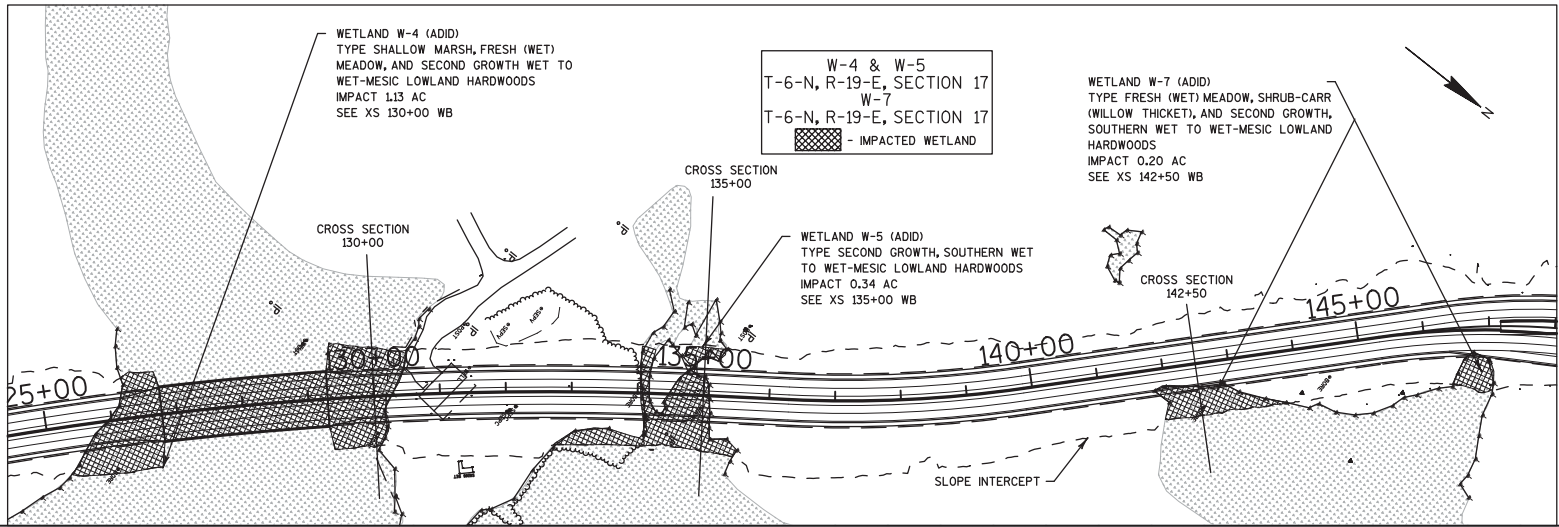 WETLAND W-4 (ADID)
TYPE SHALLOW MARSH, FRESH (WET)
MEADOW, AND SECOND GROWTH WET TO
WET-MESIC LOWLAND HARDWOODS
IMPACT 1.13 AC
SEE XS 130+00 WB
W-4 & W-5
T-6-N, R-19-E, SECTION 17
W-7
T-6-N, R-19-E, SECTION 17
- IMPACTED WETLAND
WETLAND W-7 (ADID)
TYPE FRESH (WET) MEADOW, SHRUB-CARR
(WILLOW THICKET), AND SECOND GROWTH,
SOUTHERN WET TO WET-MESIC LOWLAND
HARDWOODS
IMPACT 0.20 AC
SEE XS 142+50 WB
N
CROSS SECTION
135+00
CROSS SECTION
130+00
WETLAND W-5 (ADID)
TYPE SECOND GROWTH, SOUTHERN WET
TO WET-MESIC LOWLAND HARDWOODS
IMPACT 0.34 AC
SEE XS 135+00 WB
CROSS SECTION
142+50
25+00
130+00
135+00
140+00
145+00
SLOPE INTERCEPT